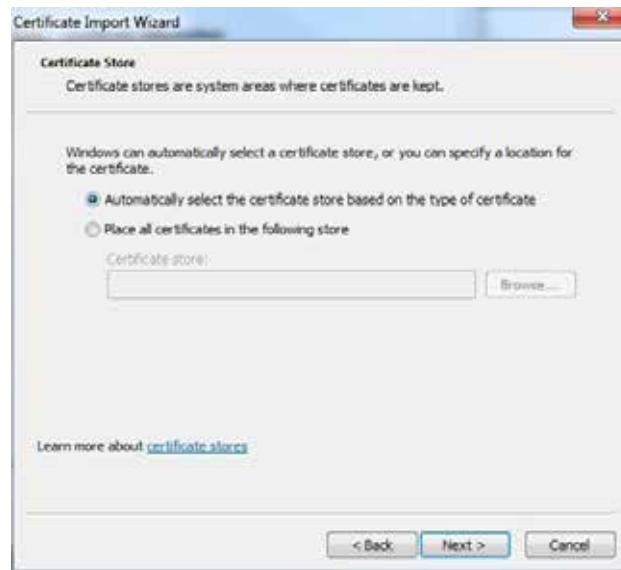 Certificate Import Wizard
Certificate Store
Certificate stores are system areas where certificates are kept.
Windows can automatically select a certificate store, or you can specify a location for
the certificate.
Automatically select the certificate store based on the type of certificate
Place all certificates in the following store
Certificate store:
Browse...
Learn more about certificate stores
< Back Next > Cancel